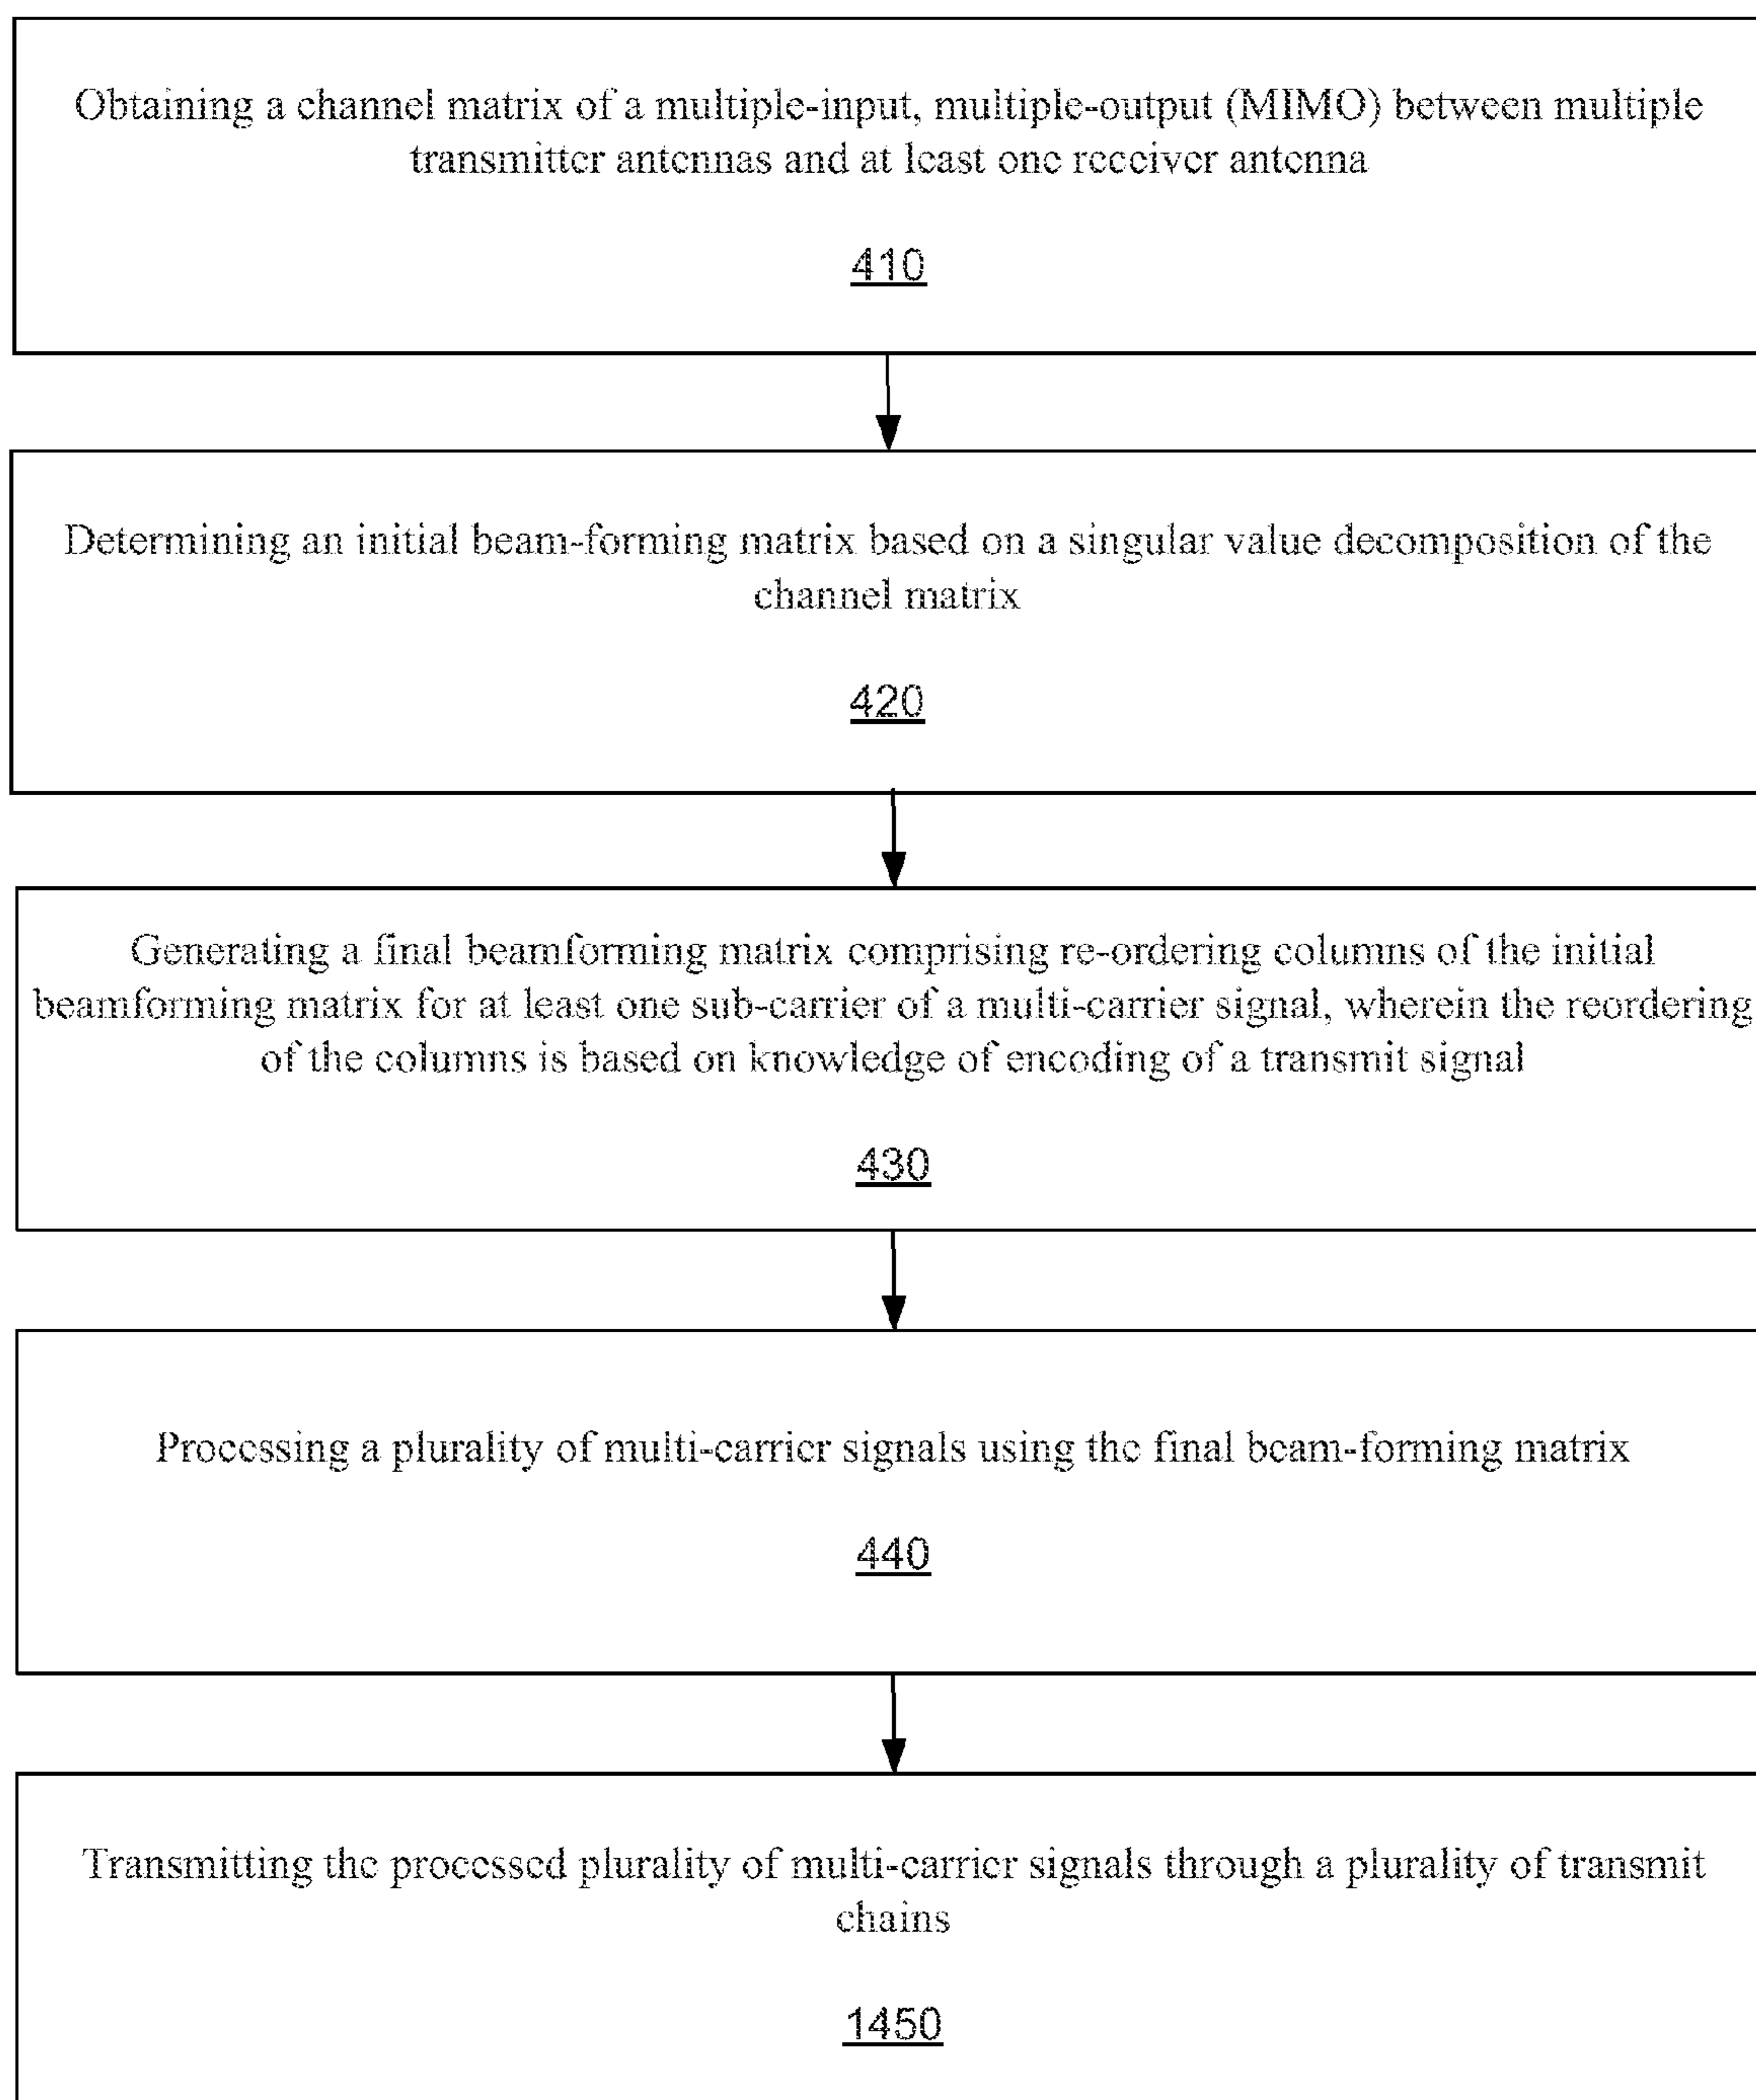 Obtaining a channel matrix of a multiple-input, multiple-output (MIMO) between multiple
transmitter antennas and at least one receiver antenna
410
Determining an initial beam-forming matrix based on a singular value decomposition of the
channel matrix
420
Generating a final beamforming matrix comprising re-ordering columns of the initial
beamforming matrix for at least one sub-carrier of a multi-carrier signal, wherein the reordering
of the columns is based on knowledge of encoding of a transmit signal
430
Processing a plurality of multi-carrier signals using the final beam-forming matrix
440
Transmitting the processed plurality of multi-carrier signals through a plurality of transmit
chains
1450